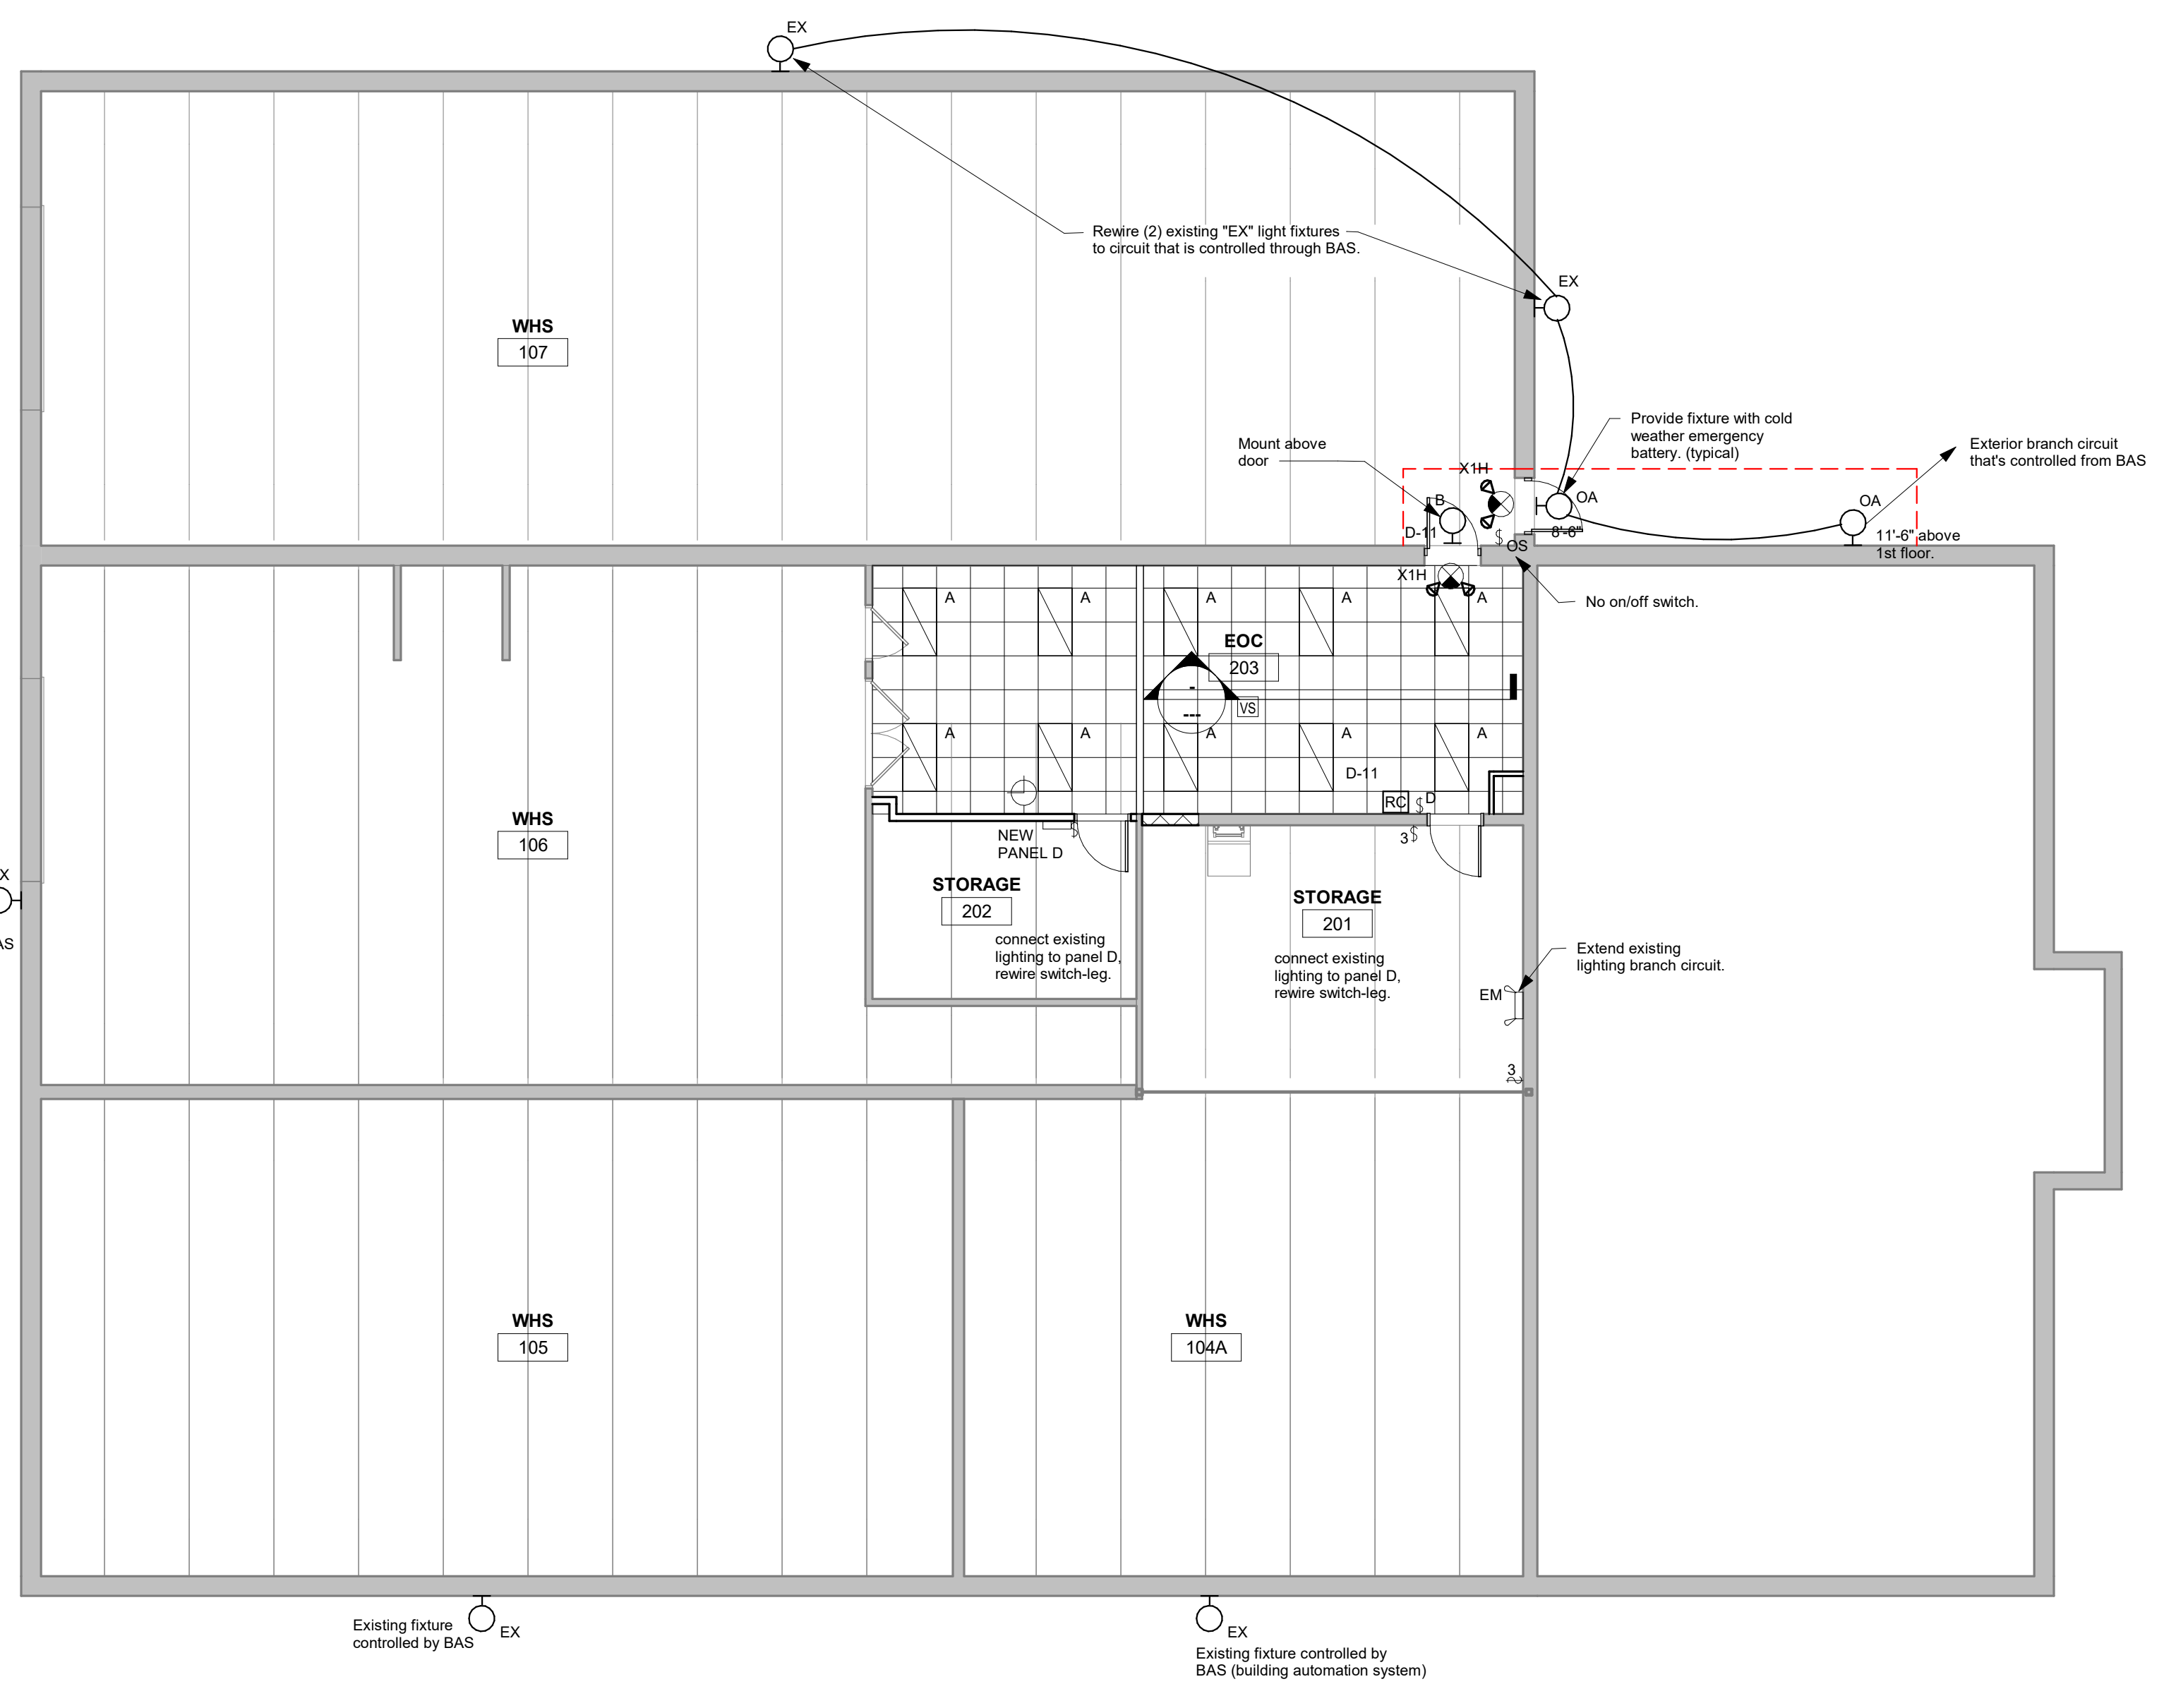 EX
Rewire (2) existing "EX" light fixtures
to circuit that is controlled through BAS.
EX
WHS
107
Provide fixture with cold
weather emergency
battery. (typical)
Mount above
door
Exterior branch circuit
that's controlled from BAS
X1H
B
OA
OA
D-11
8'-6"
11'-6" above
1st floor.
OS
X1H
No on/off switch.
A
A
A
A
A
EOC
203
-
---
VS
A
A
A
A
A
D-11
RC
$
D
$
3
$
$
NEW
PANEL D
WHS
106
STORAGE
202
connect existing
lighting to panel D,
rewire switch-leg.
STORAGE
201
connect existing
lighting to panel D,
rewire switch-leg.
X
AS
Extend existing
lighting branch circuit.
EM
3
WHS
105
WHS
104A
Existing fixture
controlled by BAS
EX
EX
Existing fixture controlled by
BAS (building automation system)